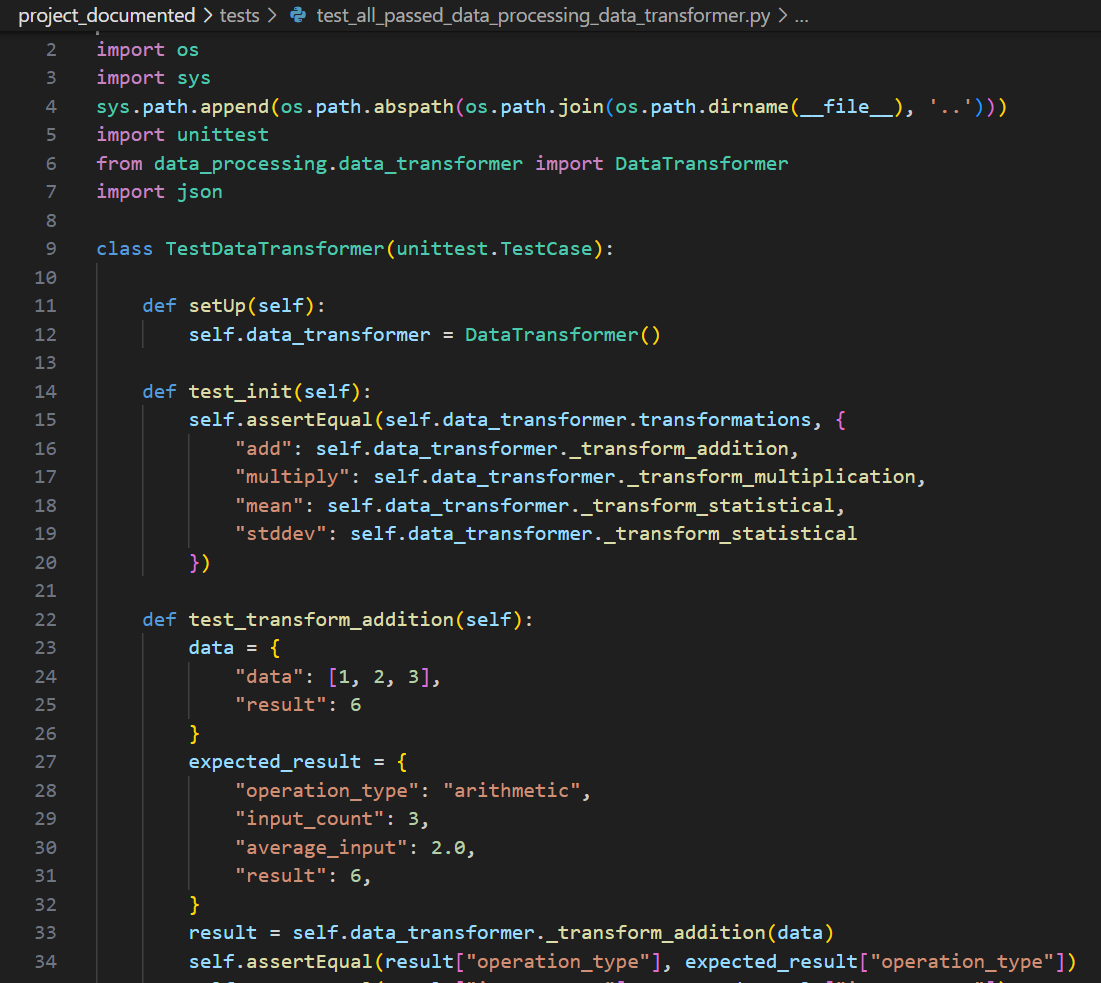 project_documented > tests > test_all_passed_data_processing_data_transformer.py > ...
2 import os
3 import sys
4 sys.path.append(os.path.abspath(os.path.join(os.path.dirname(__file__), '..')))
5 import unittest
6 from data_processing.data_transformer import DataTransformer
7 import json
8
9 class TestDataTransformer(unittest.TestCase):
10
11     def setUp(self):
12         self.data_transformer = DataTransformer()
13
14     def test_init(self):
15         self.assertEqual(self.data_transformer.transformations, {
16             "add": self.data_transformer._transform_addition,
17             "multiply": self.data_transformer._transform_multiplication,
18             "mean": self.data_transformer._transform_statistical,
19             "stddev": self.data_transformer._transform_statistical
20         })
21
22     def test_transform_addition(self):
23         data = {
24             "data": [1, 2, 3],
25             "result": 6
26         }
27         expected_result = {
28             "operation_type": "arithmetic",
29             "input_count": 3,
30             "average_input": 2.0,
31             "result": 6,
32         }
33         result = self.data_transformer._transform_addition(data)
34         self.assertEqual(result["operation_type"], expected_result["operation_type"])